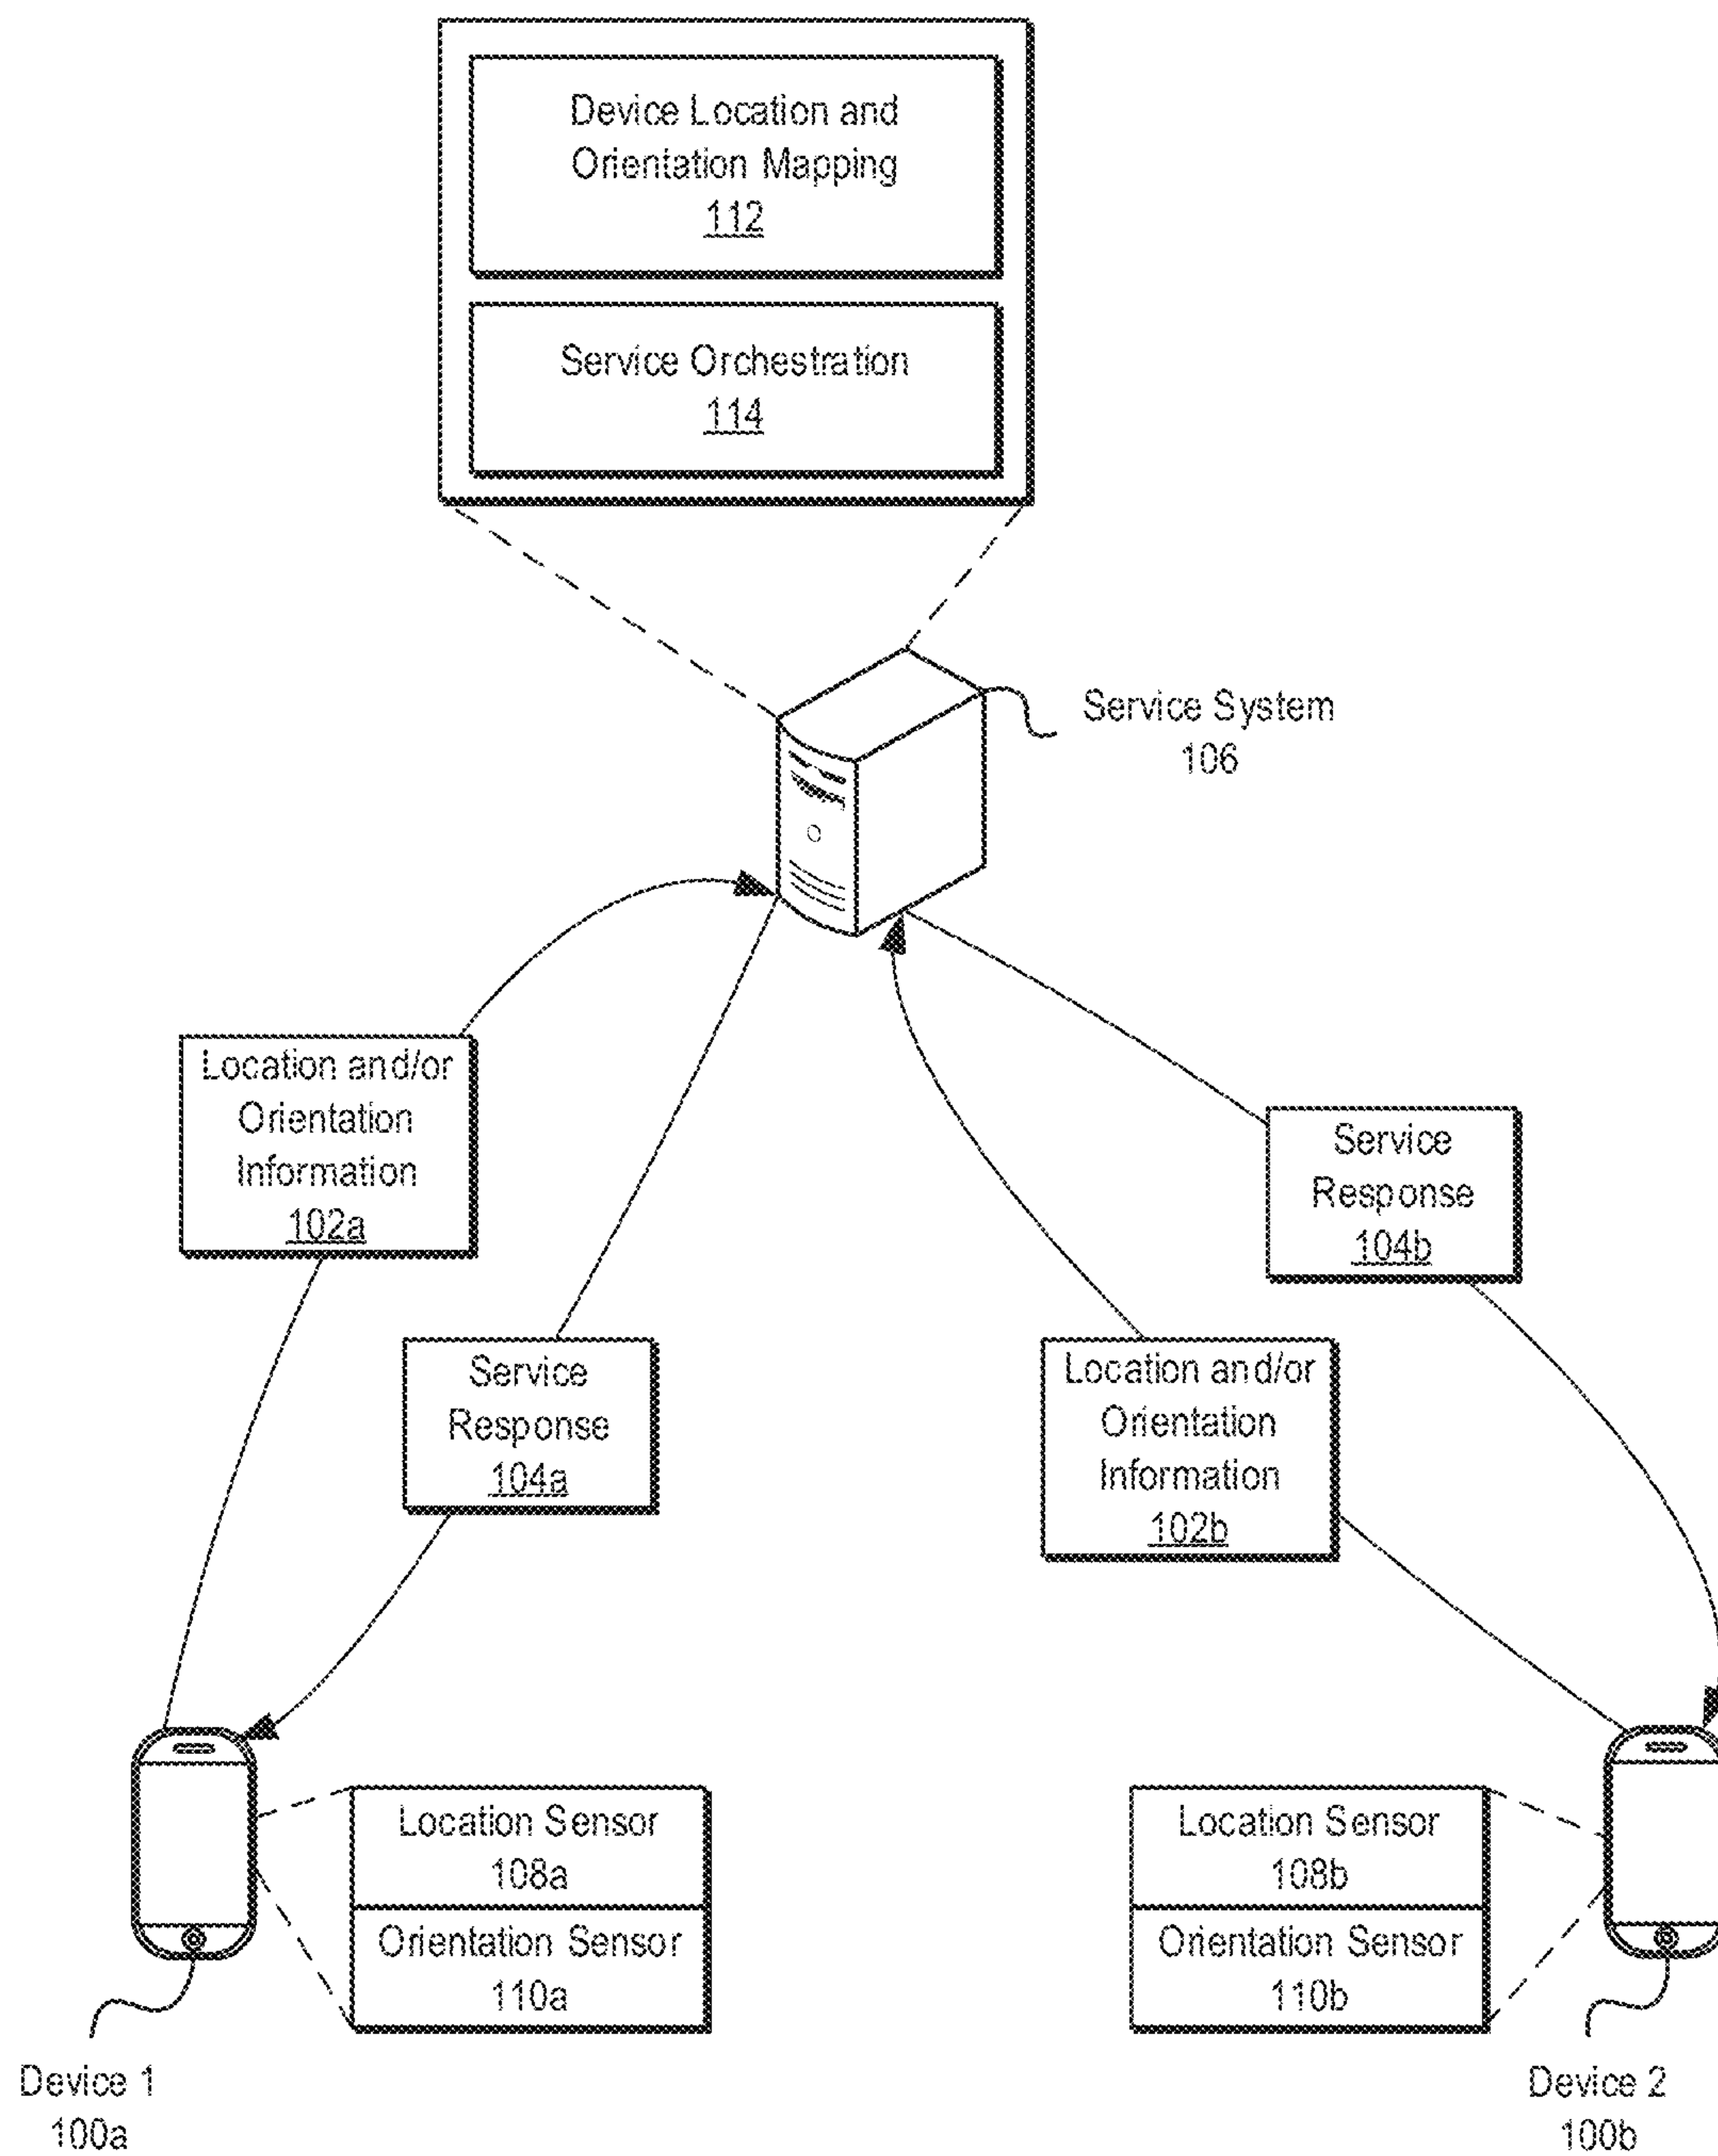 Device Location and
Orientation Mapping
112
Service Orchestration
114
Service System
106
Location and/or
Orientation
Information
102a
Service
Response
104b
Service
Response
104a
Location and/or
Orientation
Information
102b
Location Sensor
108a
Orientation Sensor
110a
Location Sensor
108b
Orientation Sensor
110b
Device 1
100a
Device 2
100b